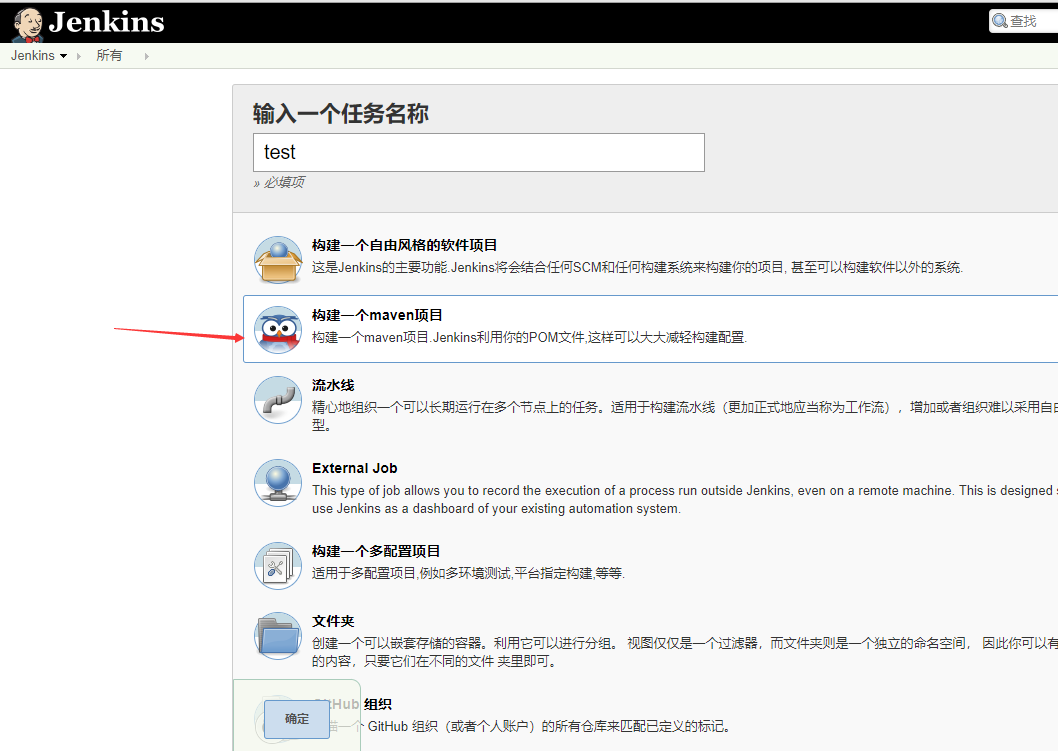 Jenkins
查找
Jenkins
所有
输入一个任务名称
test
» 必填项
构建一个自由风格的软件项目
这是Jenkins的主要功能.Jenkins将会结合任何SCM和任何构建系统来构建你的项目, 甚至可以构建软件以外的系统.
构建一个maven项目
构建一个maven项目.Jenkins利用你的POM文件,这样可以大大减轻构建配置.
流水线
精心地组织一个可以长期运行在多个节点上的任务。适用于构建流水线（更加正式地应当称为工作流），增加或者组织难以采用自由
型。
External Job
This type of job allows you to record the execution of a process run outside Jenkins, even on a remote machine. This is designed
use Jenkins as a dashboard of your existing automation system.
构建一个多配置项目
适用于多配置项目,例如多环境测试,平台指定构建,等等.
文件夹
创建一个可以嵌套存储的容器。利用它可以进行分组。 视图仅仅是一个过滤器，而文件夹则是一个独立的命名空间， 因此你可以有
的内容，只要它们在不同的文件 夹里即可。
GitHub 组织
一个 GitHub 组织（或者个人账户）的所有仓库来匹配已定义的标记。
确定